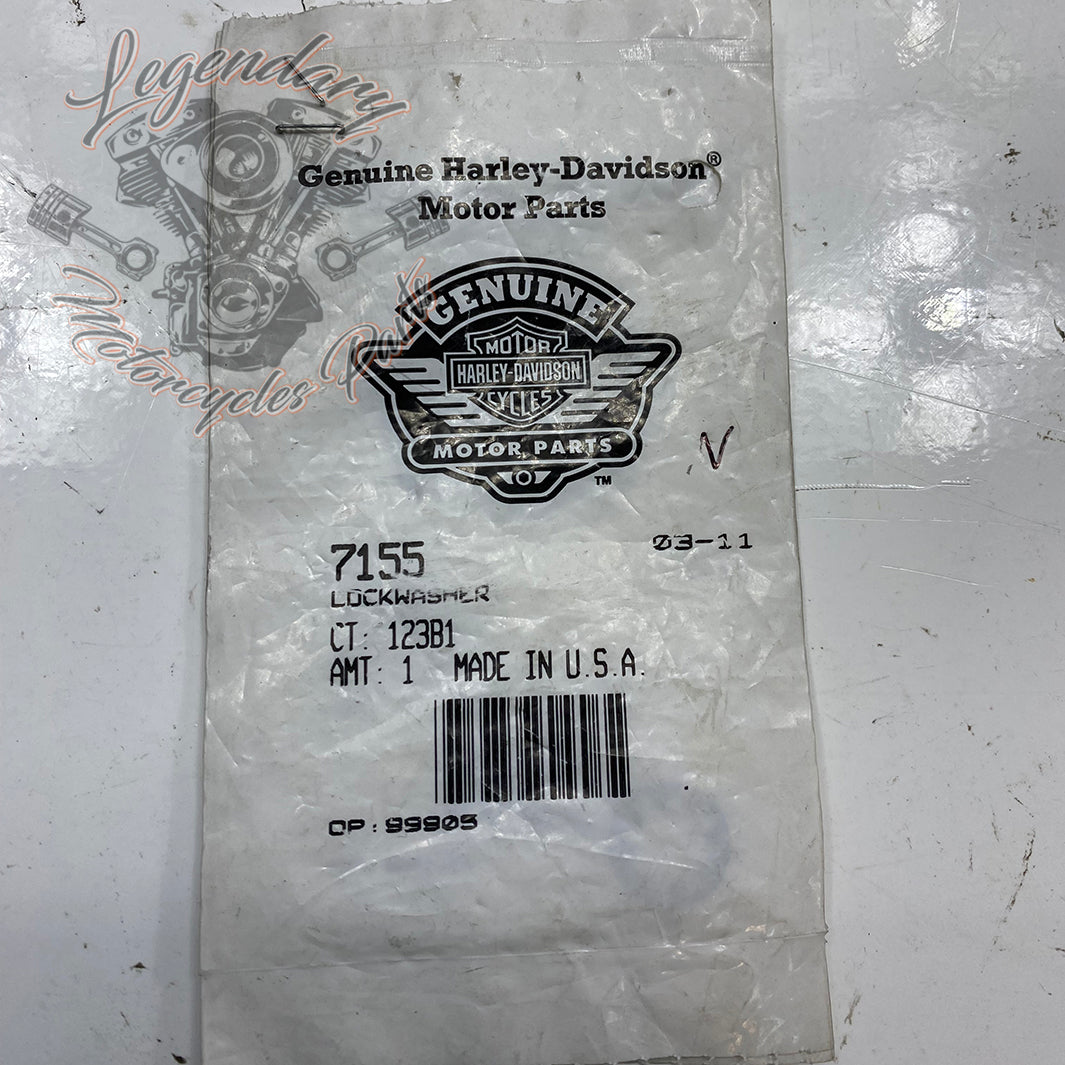 Legendary
Motorcycles Parts
Genuine Harley-Davidson®
Motor Parts
GENUINE
MOTOR
HARLEY-DAVIDSON
CYCLES
MOTOR PARTS
TM
V
03-11
7155
LOCKWASHER
CT: 123B1
AMT: 1 MADE IN U.S.A.
OP:99905